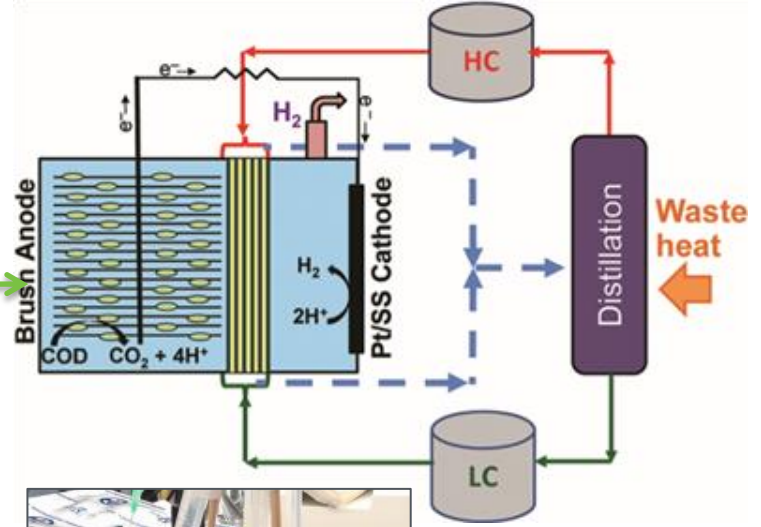 HC
e⁻
e⁻
e⁻
H₂
Brush Anode
COD
CO₂ + 4H⁺
H₂
2H⁺
Pt/SS Cathode
Distillation
Waste
heat
LC